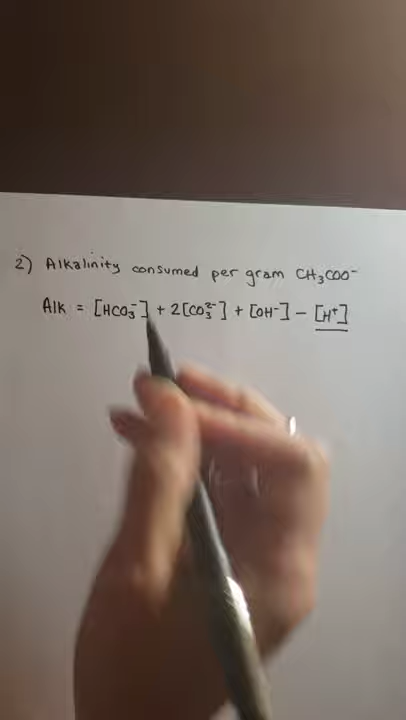 2) Alkalinity consumed per gram CH₃COO⁻
Alk = [HCO₃⁻] + 2[CO₃²⁻] + [OH⁻] − [H⁺]